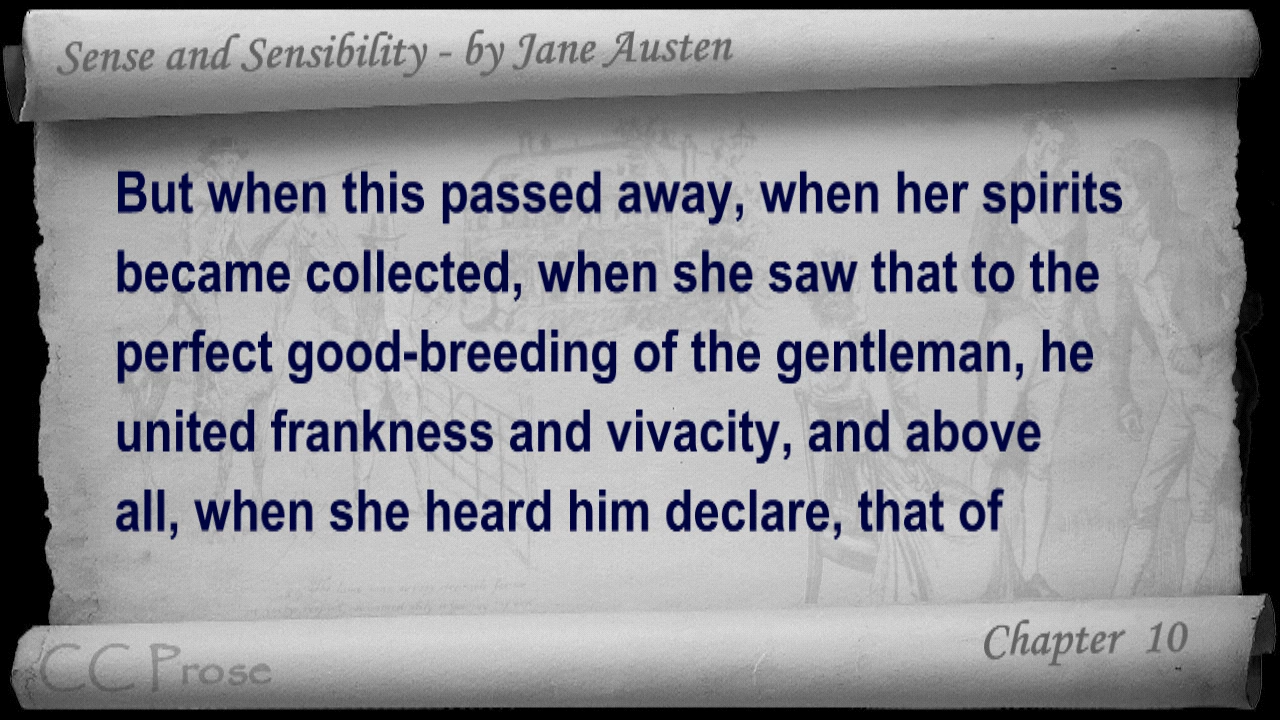 Sense and Sensibility - by Jane Austen
But when this passed away, when her spirits
became collected, when she saw that to the
perfect good-breeding of the gentleman, he
united frankness and vivacity, and above
all, when she heard him declare, that of
Chapter 10
CC Prose